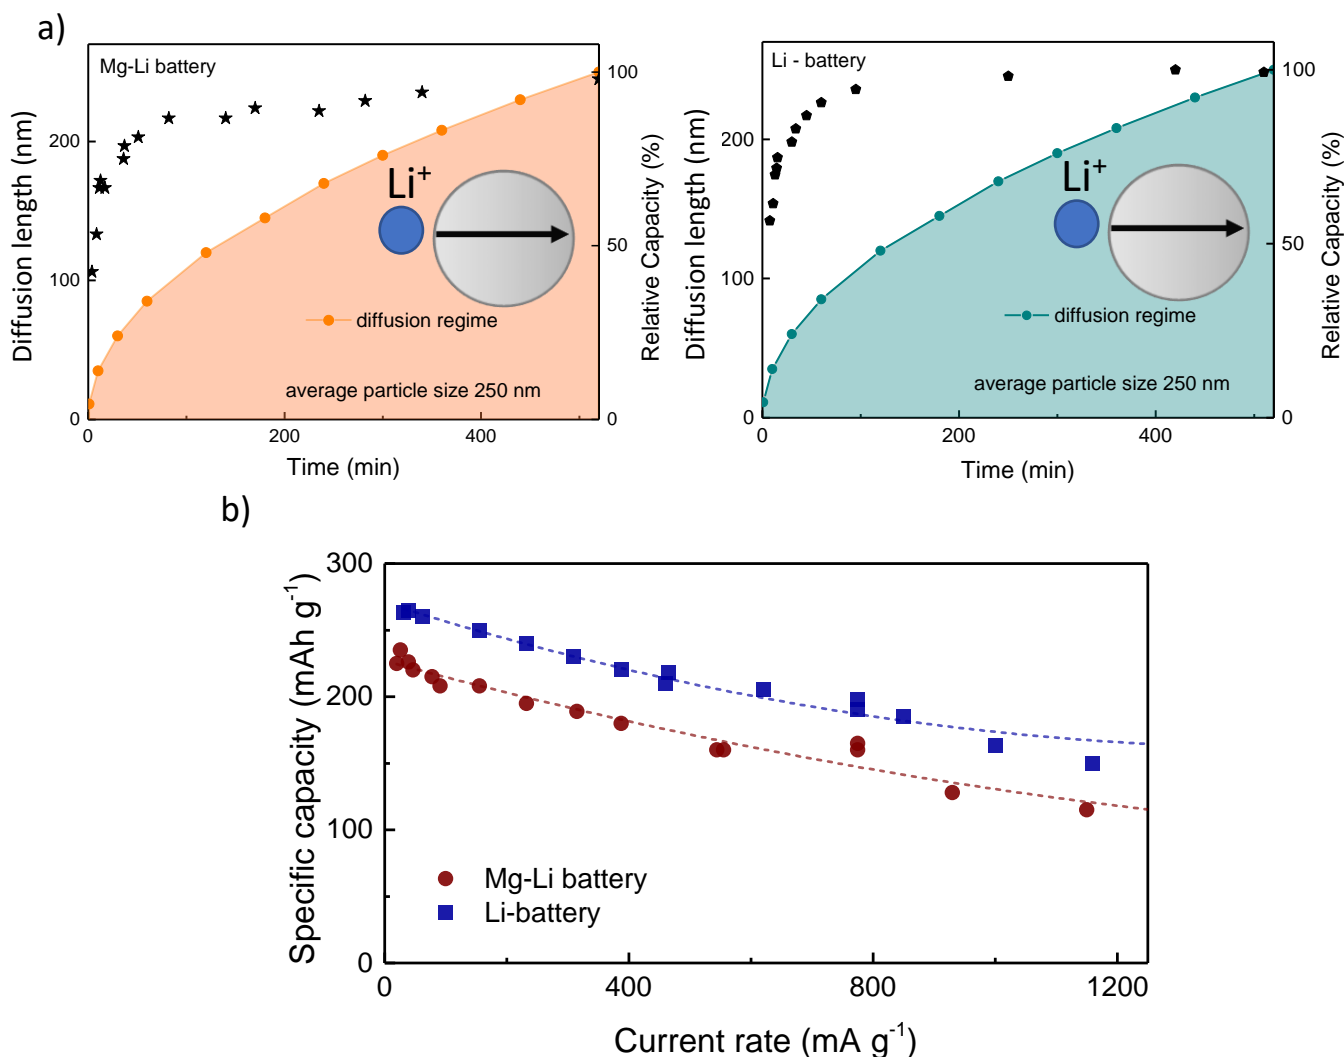 a)
Mg-Li battery
Diffusion length (nm)
200
100
0
0
200
400
Time (min)
100
50
0
Relative Capacity (%)
Li⁺
diffusion regime
average particle size 250 nm
Li - battery
Diffusion length (nm)
200
100
0
0
200
400
Time (min)
100
50
0
Relative Capacity (%)
Li⁺
diffusion regime
average particle size 250 nm
b)
Specific capacity (mAh g⁻¹)
300
200
100
0
0
400
800
1200
Current rate (mA g⁻¹)
Mg-Li battery
Li-battery